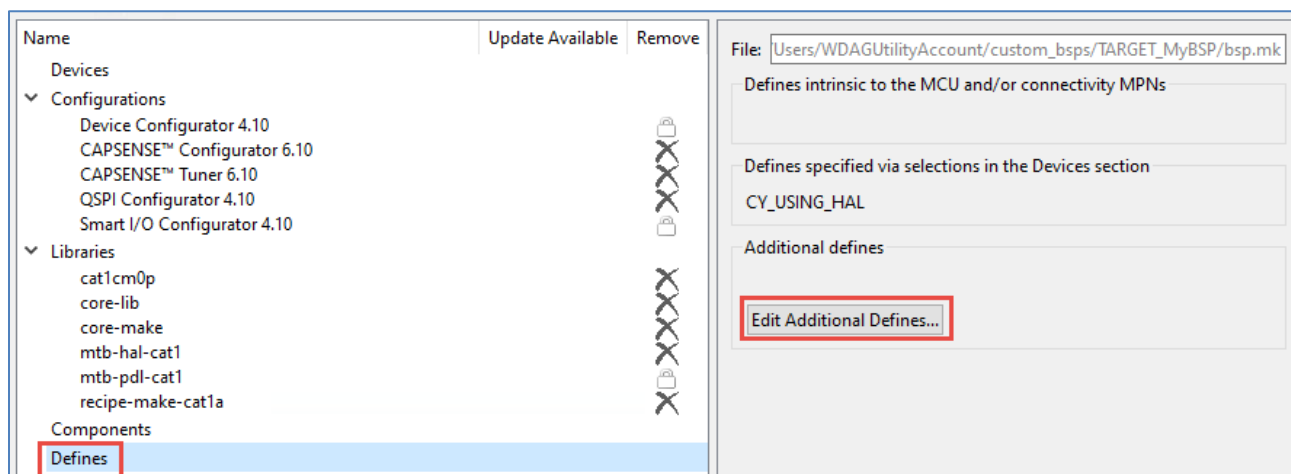 Name Update Available Remove
Devices
Configurations
Device Configurator 4.10
CAPSENSE™ Configurator 6.10
CAPSENSE™ Tuner 6.10
QSPI Configurator 4.10
Smart I/O Configurator 4.10
Libraries
cat1cm0p
core-lib
core-make
mtb-hal-cat1
mtb-pdl-cat1
recipe-make-cat1a
Components
Defines
File: 'Users/WDAGUtilityAccount/custom_bsps/TARGET_MyBSP/bsp.mk
Defines intrinsic to the MCU and/or connectivity MPNs
Defines specified via selections in the Devices section
CY_USING_HAL
Additional defines
Edit Additional Defines...